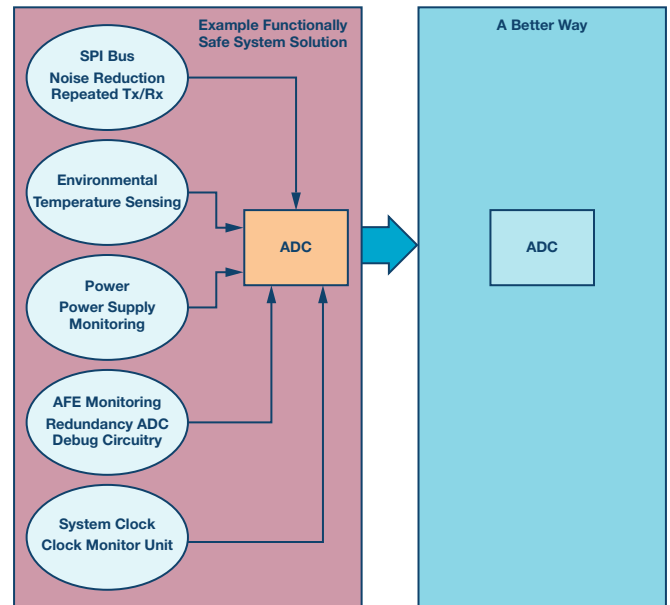 Example Functionally
Safe System Solution
SPI Bus
Noise Reduction
Repeated Tx/Rx
Environmental
Temperature Sensing
ADC
Power
Power Supply
Monitoring
AFE Monitoring
Redundancy ADC
Debug Circuitry
System Clock
Clock Monitor Unit
A Better Way
ADC